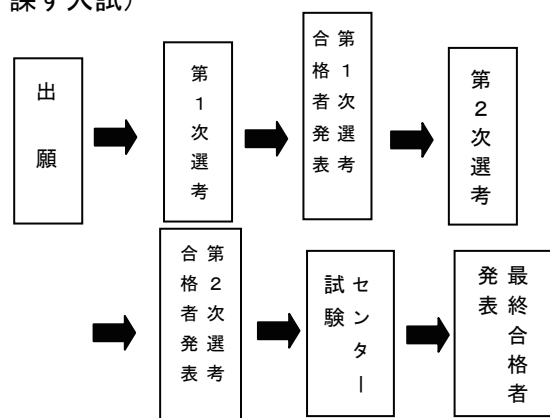 課す入試）
出願
第１次選考
第１次選考
合格者発表
第２次選考
第２次選考
合格者発表
センター
試験
最終合格者
発表